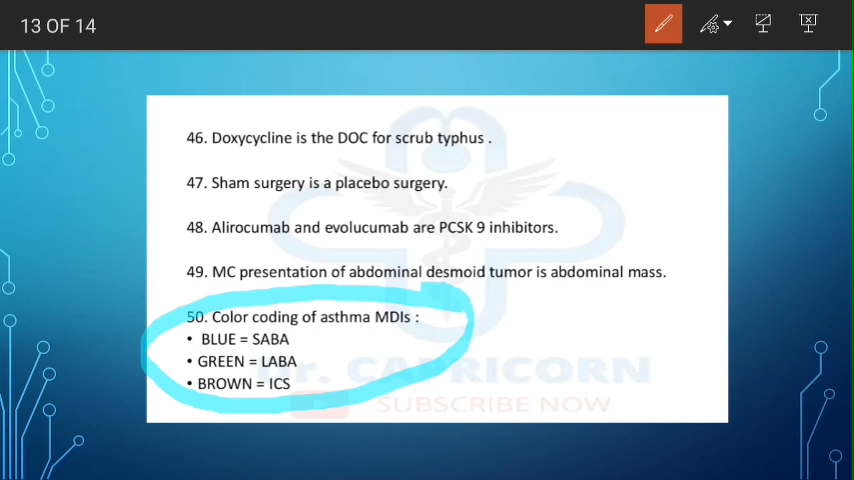 13 OF 14
46. Doxycycline is the DOC for scrub typhus .
47. Sham surgery is a placebo surgery.
48. Alirocumab and evolucumab are PCSK 9 inhibitors.
49. MC presentation of abdominal desmoid tumor is abdominal mass.
50. Color coding of asthma MDIs :
• BLUE = SABA
• GREEN = LABA
• BROWN = ICS
Dr. CAPRICORN
SUBSCRIBE NOW